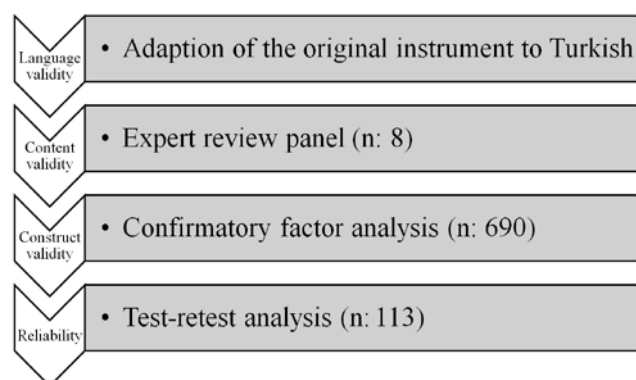 Language
validity
• Adaption of the original instrument to Turkish
Content
validity
• Expert review panel (n: 8)
Construct
validity
• Confirmatory factor analysis (n: 690)
Reliability
• Test-retest analysis (n: 113)